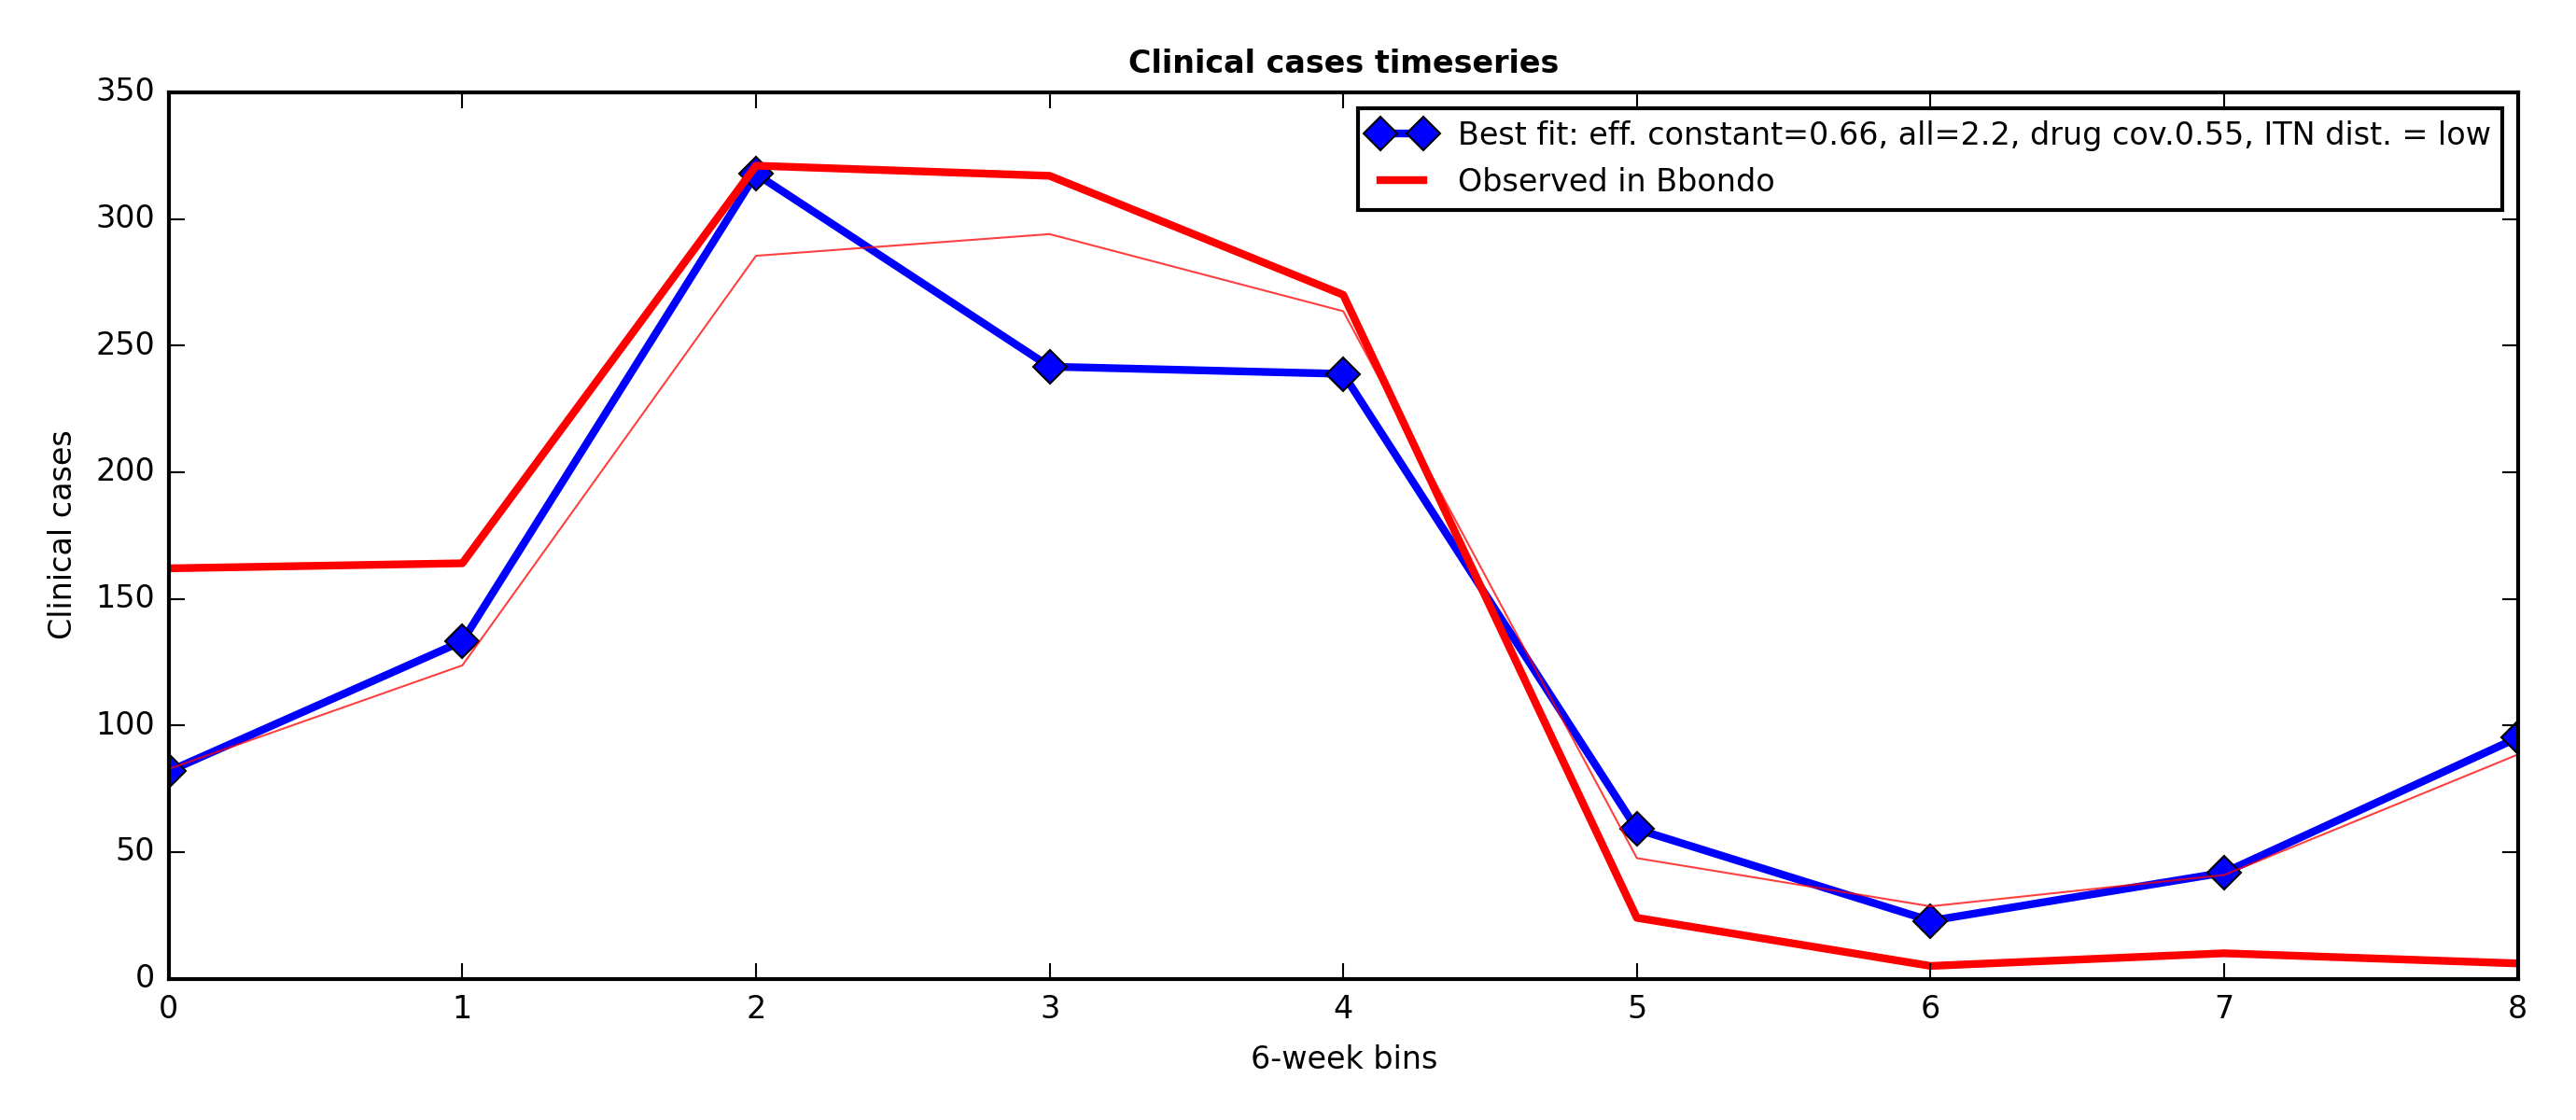 Clinical cases timeseries
Best fit: eff. constant=0.66, all=2.2, drug cov.0.55, ITN dist. = low
Observed in Bbondo
350
300
250
200
150
100
50
0
Clinical cases
0 1 2 3 4 5 6 7 8
6-week bins